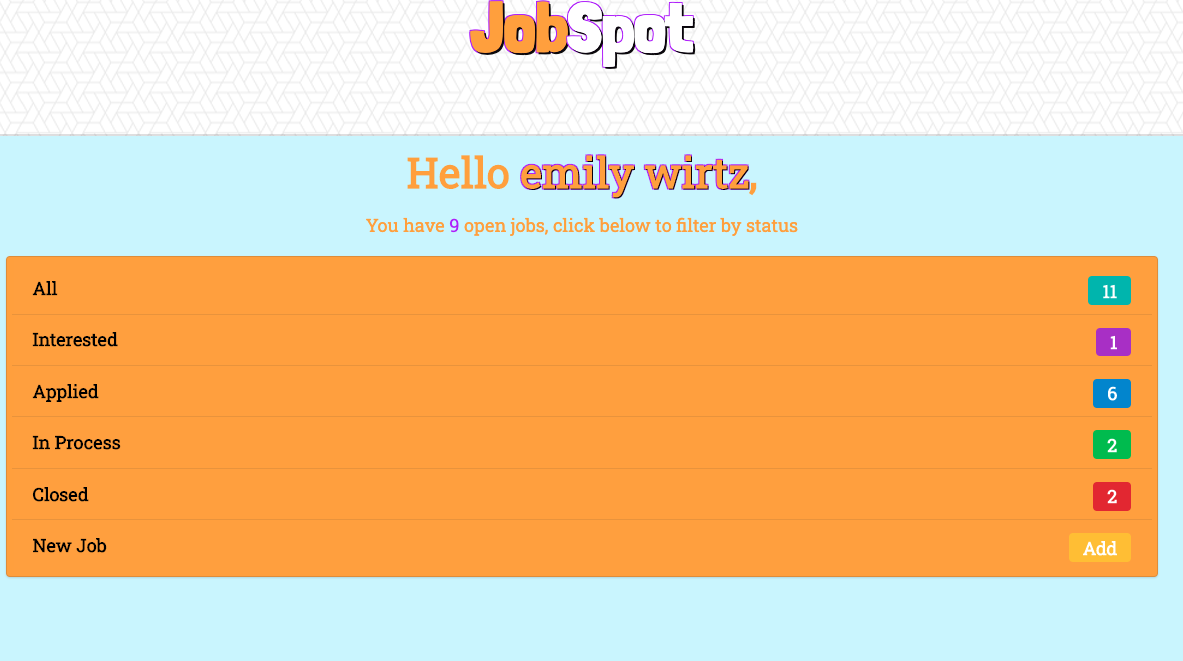 JobSpot
Hello emily wirtz,
You have 9 open jobs, click below to filter by status
All 11
Interested 1
Applied 6
In Process 2
Closed 2
New Job Add